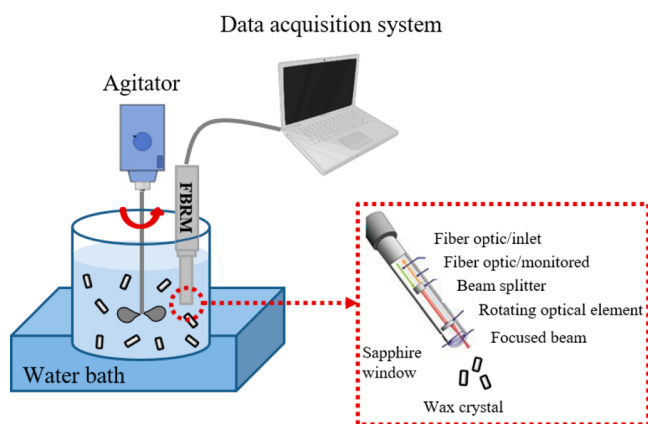 Data acquisition system
Agitator
FBRM
Water bath
Fiber optic/inlet
Fiber optic/monitored
Beam splitter
Rotating optical element
Focused beam
Sapphire
window
Wax crystal